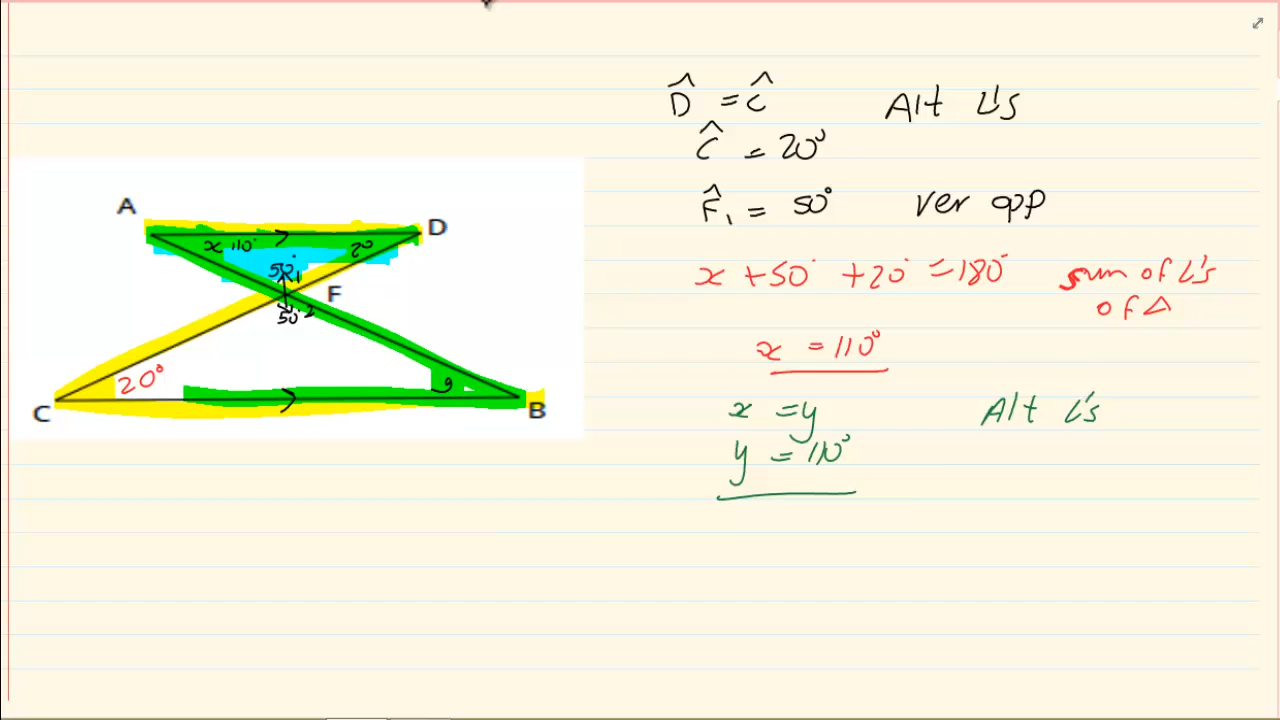 D̂ = Ĉ Alt ∠'s
Ĉ = 20°
F̂₁ = 50° ver opp
x + 50° + 20° = 180° sum of ∠'s
of Δ
x = 110°
x = y Alt ∠'s
y = 110°
A
D
x 110°
20
50° 1
F
50° 2
20°
y
C
B